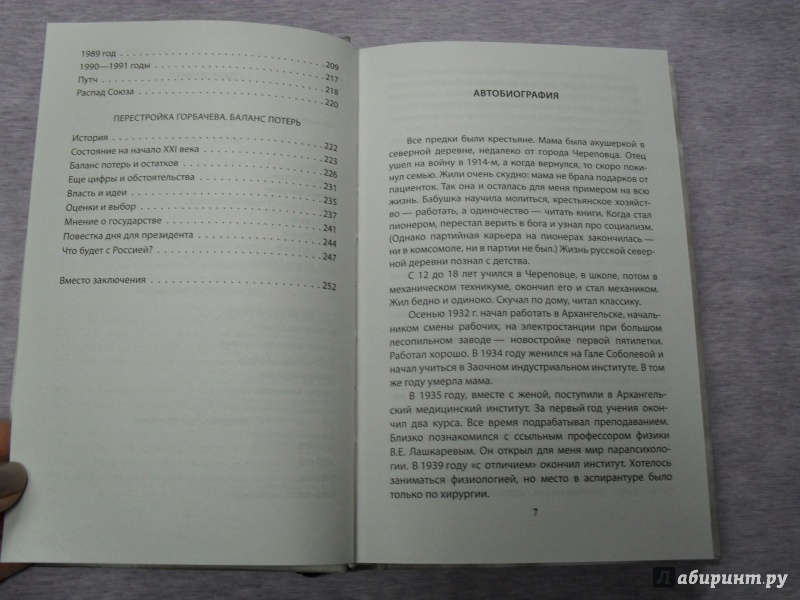 1989 год . . . . . . . . . . . . . . . . . . . . . . . . . . 209
1990—1991 годы . . . . . . . . . . . . . . . . . . . . . 217
Путч . . . . . . . . . . . . . . . . . . . . . . . . . . . . 218
Распад Союза . . . . . . . . . . . . . . . . . . . . . . . 220
ПЕРЕСТРОЙКА ГОРБАЧЕВА. БАЛАНС ПОТЕРЬ
История . . . . . . . . . . . . . . . . . . . . . . . . . . 222
Состояние на начало XXI века . . . . . . . . . . . . . . 223
Баланс потерь и остатков . . . . . . . . . . . . . . . . 226
Еще цифры и обстоятельства . . . . . . . . . . . . . . . 231
Власть и идеи . . . . . . . . . . . . . . . . . . . . . . 235
Оценки и выбор . . . . . . . . . . . . . . . . . . . . . 237
Мнение о государстве . . . . . . . . . . . . . . . . . . 241
Повестка дня для президента . . . . . . . . . . . . . . 244
Что будет с Россией? . . . . . . . . . . . . . . . . . . 247
Вместо заключения . . . . . . . . . . . . . . . . . . . . 252
АВТОБИОГРАФИЯ
Все предки были крестьяне. Мама была акушеркой в
северной деревне, недалеко от города Череповца. Отец
ушел на войну в 1914-м, а когда вернулся, то скоро поки-
нул семью. Жили очень скудно: мама не брала подарков от
пациенток. Так она и осталась для меня примером на всю
жизнь. Бабушка научила молиться, крестьянское хозяйст-
во — работать, а одиночество — читать книги. Когда стал
пионером, перестал верить в бога и узнал про социализм.
(Однако партийная карьера на пионерах закончилась —
ни в комсомоле, ни в партии не был.) Жизнь русской север-
ной деревни познал с детства.
С 12 до 18 лет учился в Череповце, в школе, потом в
механическом техникуме, окончил его и стал механиком.
Жил бедно и одиноко. Скучал по дому, читал классику.
Осенью 1932 г. начал работать в Архангельске, началь-
ником смены рабочих, на электростанции при большом
лесопильном заводе — новостройке первой пятилетки.
Работал хорошо. В 1934 году женился на Гале Соболевой и
начал учиться в Заочном индустриальном институте. В том
же году умерла мама.
В 1935 году, вместе с женой, поступили в Архангель-
ский медицинский институт. За первый год учения окон-
чил два курса. Все время подрабатывал преподаванием.
Близко познакомился с ссыльным профессором физики
В.Е. Лашкаревым. Он открыл для меня мир парапсихоло-
гии. В 1939 году «с отличием» окончил институт. Хотелось
заниматься физиологией, но место в аспирантуре было
только по хирургии.
7
Лабиринт.ру